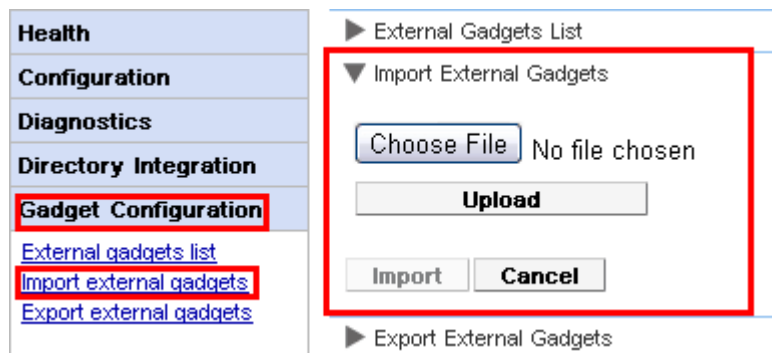 Health
Configuration
Diagnostics
Directory Integration
Gadget Configuration
External gadgets list
Import external gadgets
Export external gadgets
External Gadgets List
Import External Gadgets
Choose File No file chosen
Upload
Import Cancel
Export External Gadgets